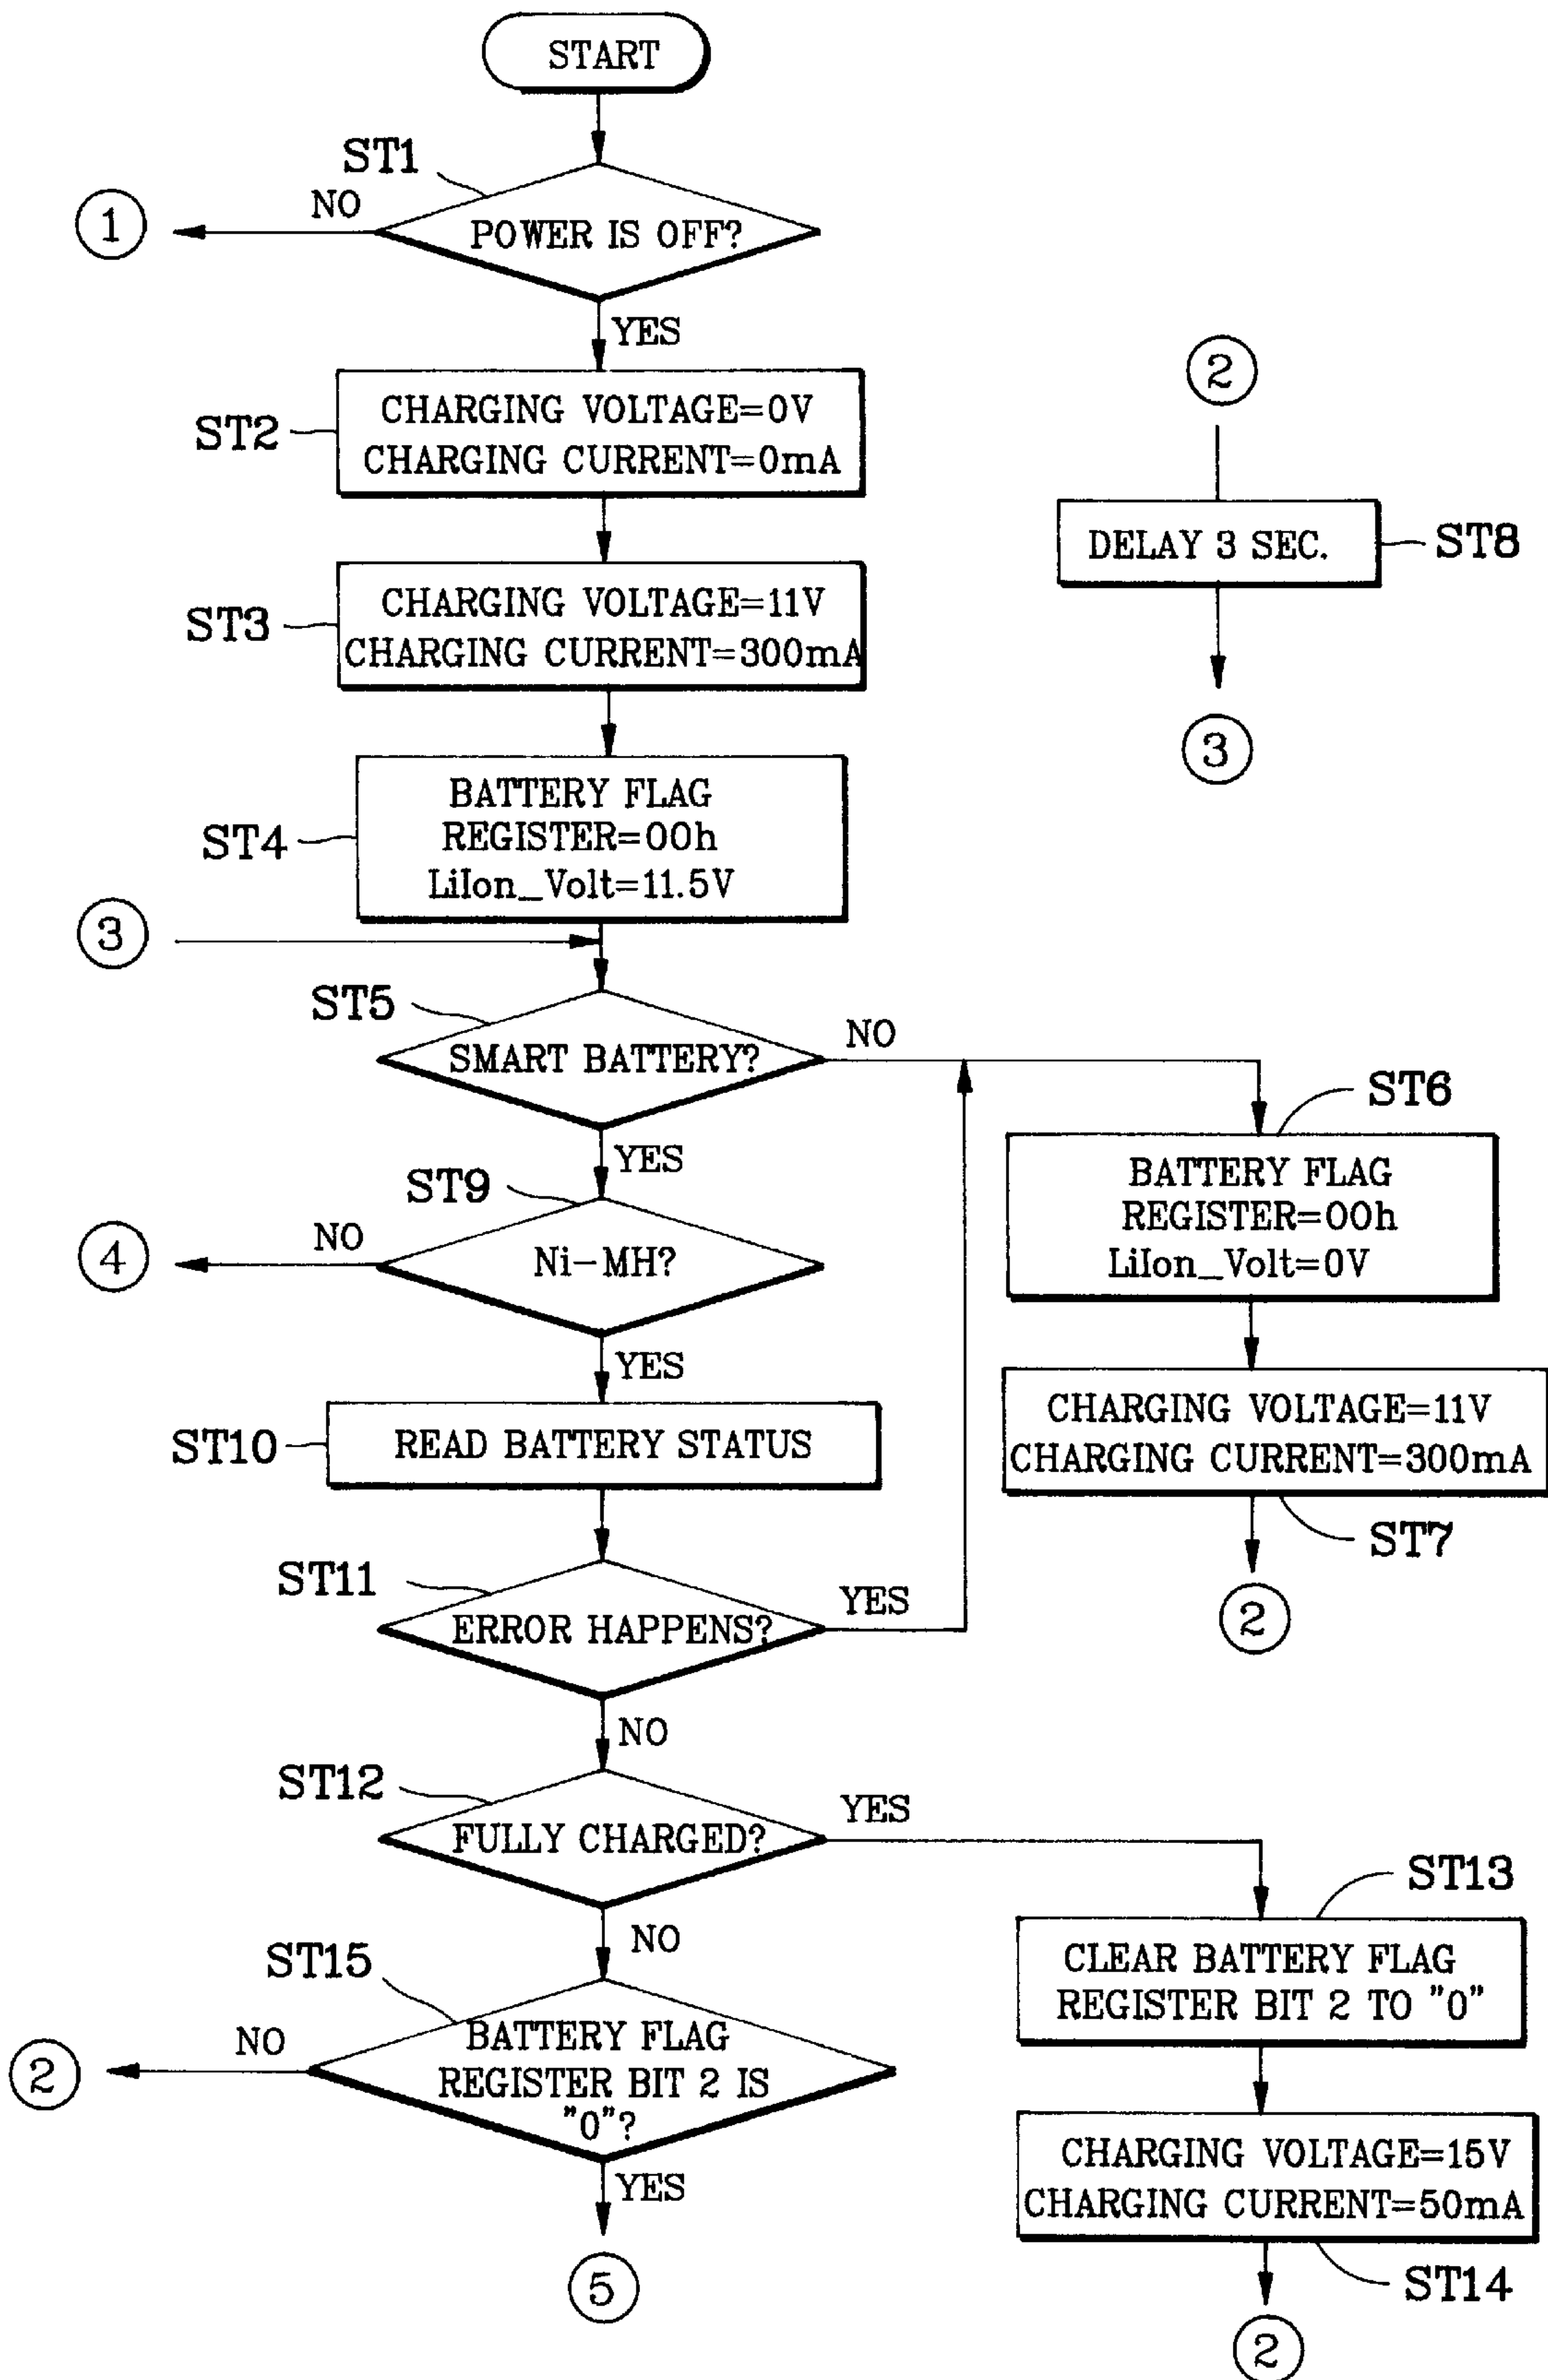 START
ST1
NO
1
POWER IS OFF?
YES
ST2
CHARGING VOLTAGE=0V
CHARGING CURRENT=0mA
2
DELAY 3 SEC.
ST8
3
ST3
CHARGING VOLTAGE=11V
CHARGING CURRENT=300mA
ST4
BATTERY FLAG
REGISTER=00h
LiIon_Volt=11.5V
3
ST5
SMART BATTERY?
NO
YES
ST6
BATTERY FLAG
REGISTER=00h
LiIon_Volt=0V
ST9
NO
4
Ni-MH?
YES
CHARGING VOLTAGE=11V
CHARGING CURRENT=300mA
ST7
2
ST10
READ BATTERY STATUS
ST11
ERROR HAPPENS?
YES
NO
ST12
FULLY CHARGED?
YES
NO
ST13
CLEAR BATTERY FLAG
REGISTER BIT 2 TO "0"
ST15
NO
2
BATTERY FLAG
REGISTER BIT 2 IS
"0"?
YES
5
CHARGING VOLTAGE=15V
CHARGING CURRENT=50mA
ST14
2